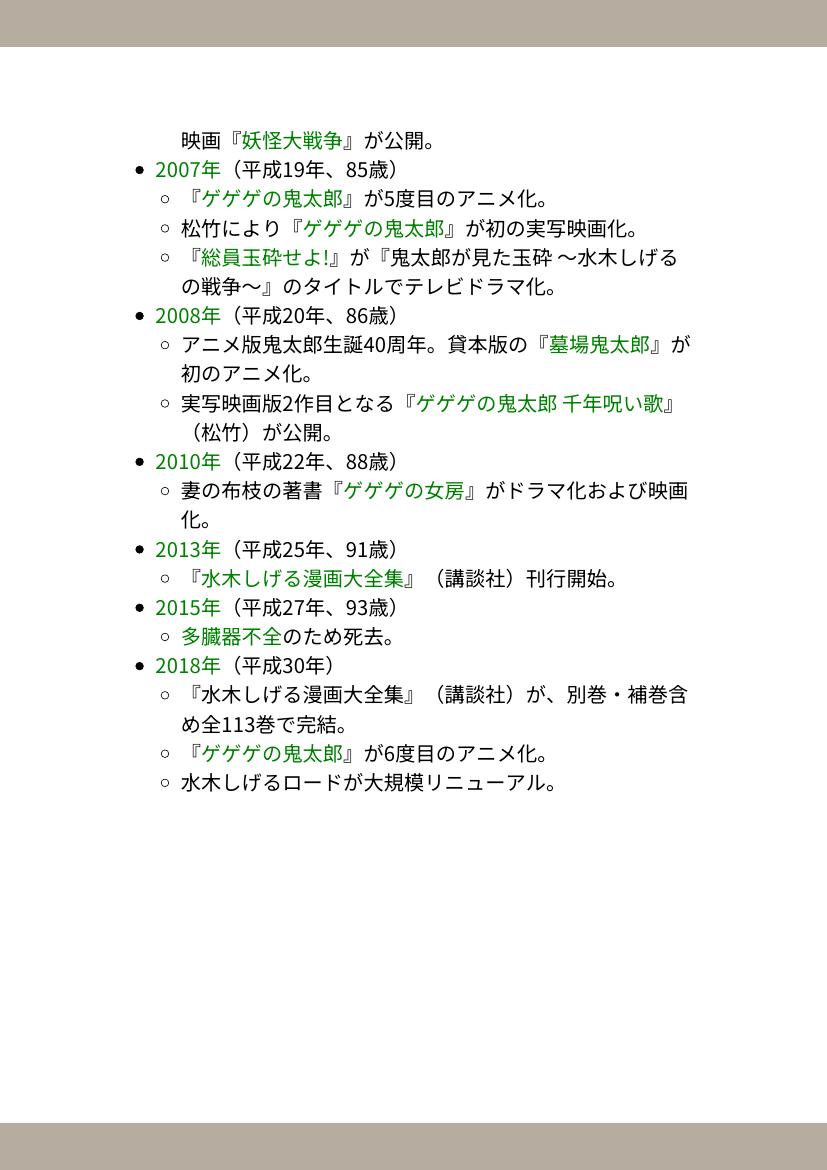 映画『妖怪大戦争』が公開。
• 2007年（平成19年、85歳）
◦ 『ゲゲゲの鬼太郎』が5度目のアニメ化。
◦ 松竹により『ゲゲゲの鬼太郎』が初の実写映画化。
◦ 『総員玉砕せよ!』が『鬼太郎が見た玉砕 〜水木しげる
の戦争〜』のタイトルでテレビドラマ化。
• 2008年（平成20年、86歳）
◦ アニメ版鬼太郎生誕40周年。貸本版の『墓場鬼太郎』が
初のアニメ化。
◦ 実写映画版2作目となる『ゲゲゲの鬼太郎 千年呪い歌』
（松竹）が公開。
• 2010年（平成22年、88歳）
◦ 妻の布枝の著書『ゲゲゲの女房』がドラマ化および映画
化。
• 2013年（平成25年、91歳）
◦ 『水木しげる漫画大全集』（講談社）刊行開始。
• 2015年（平成27年、93歳）
◦ 多臓器不全のため死去。
• 2018年（平成30年）
◦ 『水木しげる漫画大全集』（講談社）が、別巻・補巻含
め全113巻で完結。
◦ 『ゲゲゲの鬼太郎』が6度目のアニメ化。
◦ 水木しげるロードが大規模リニューアル。